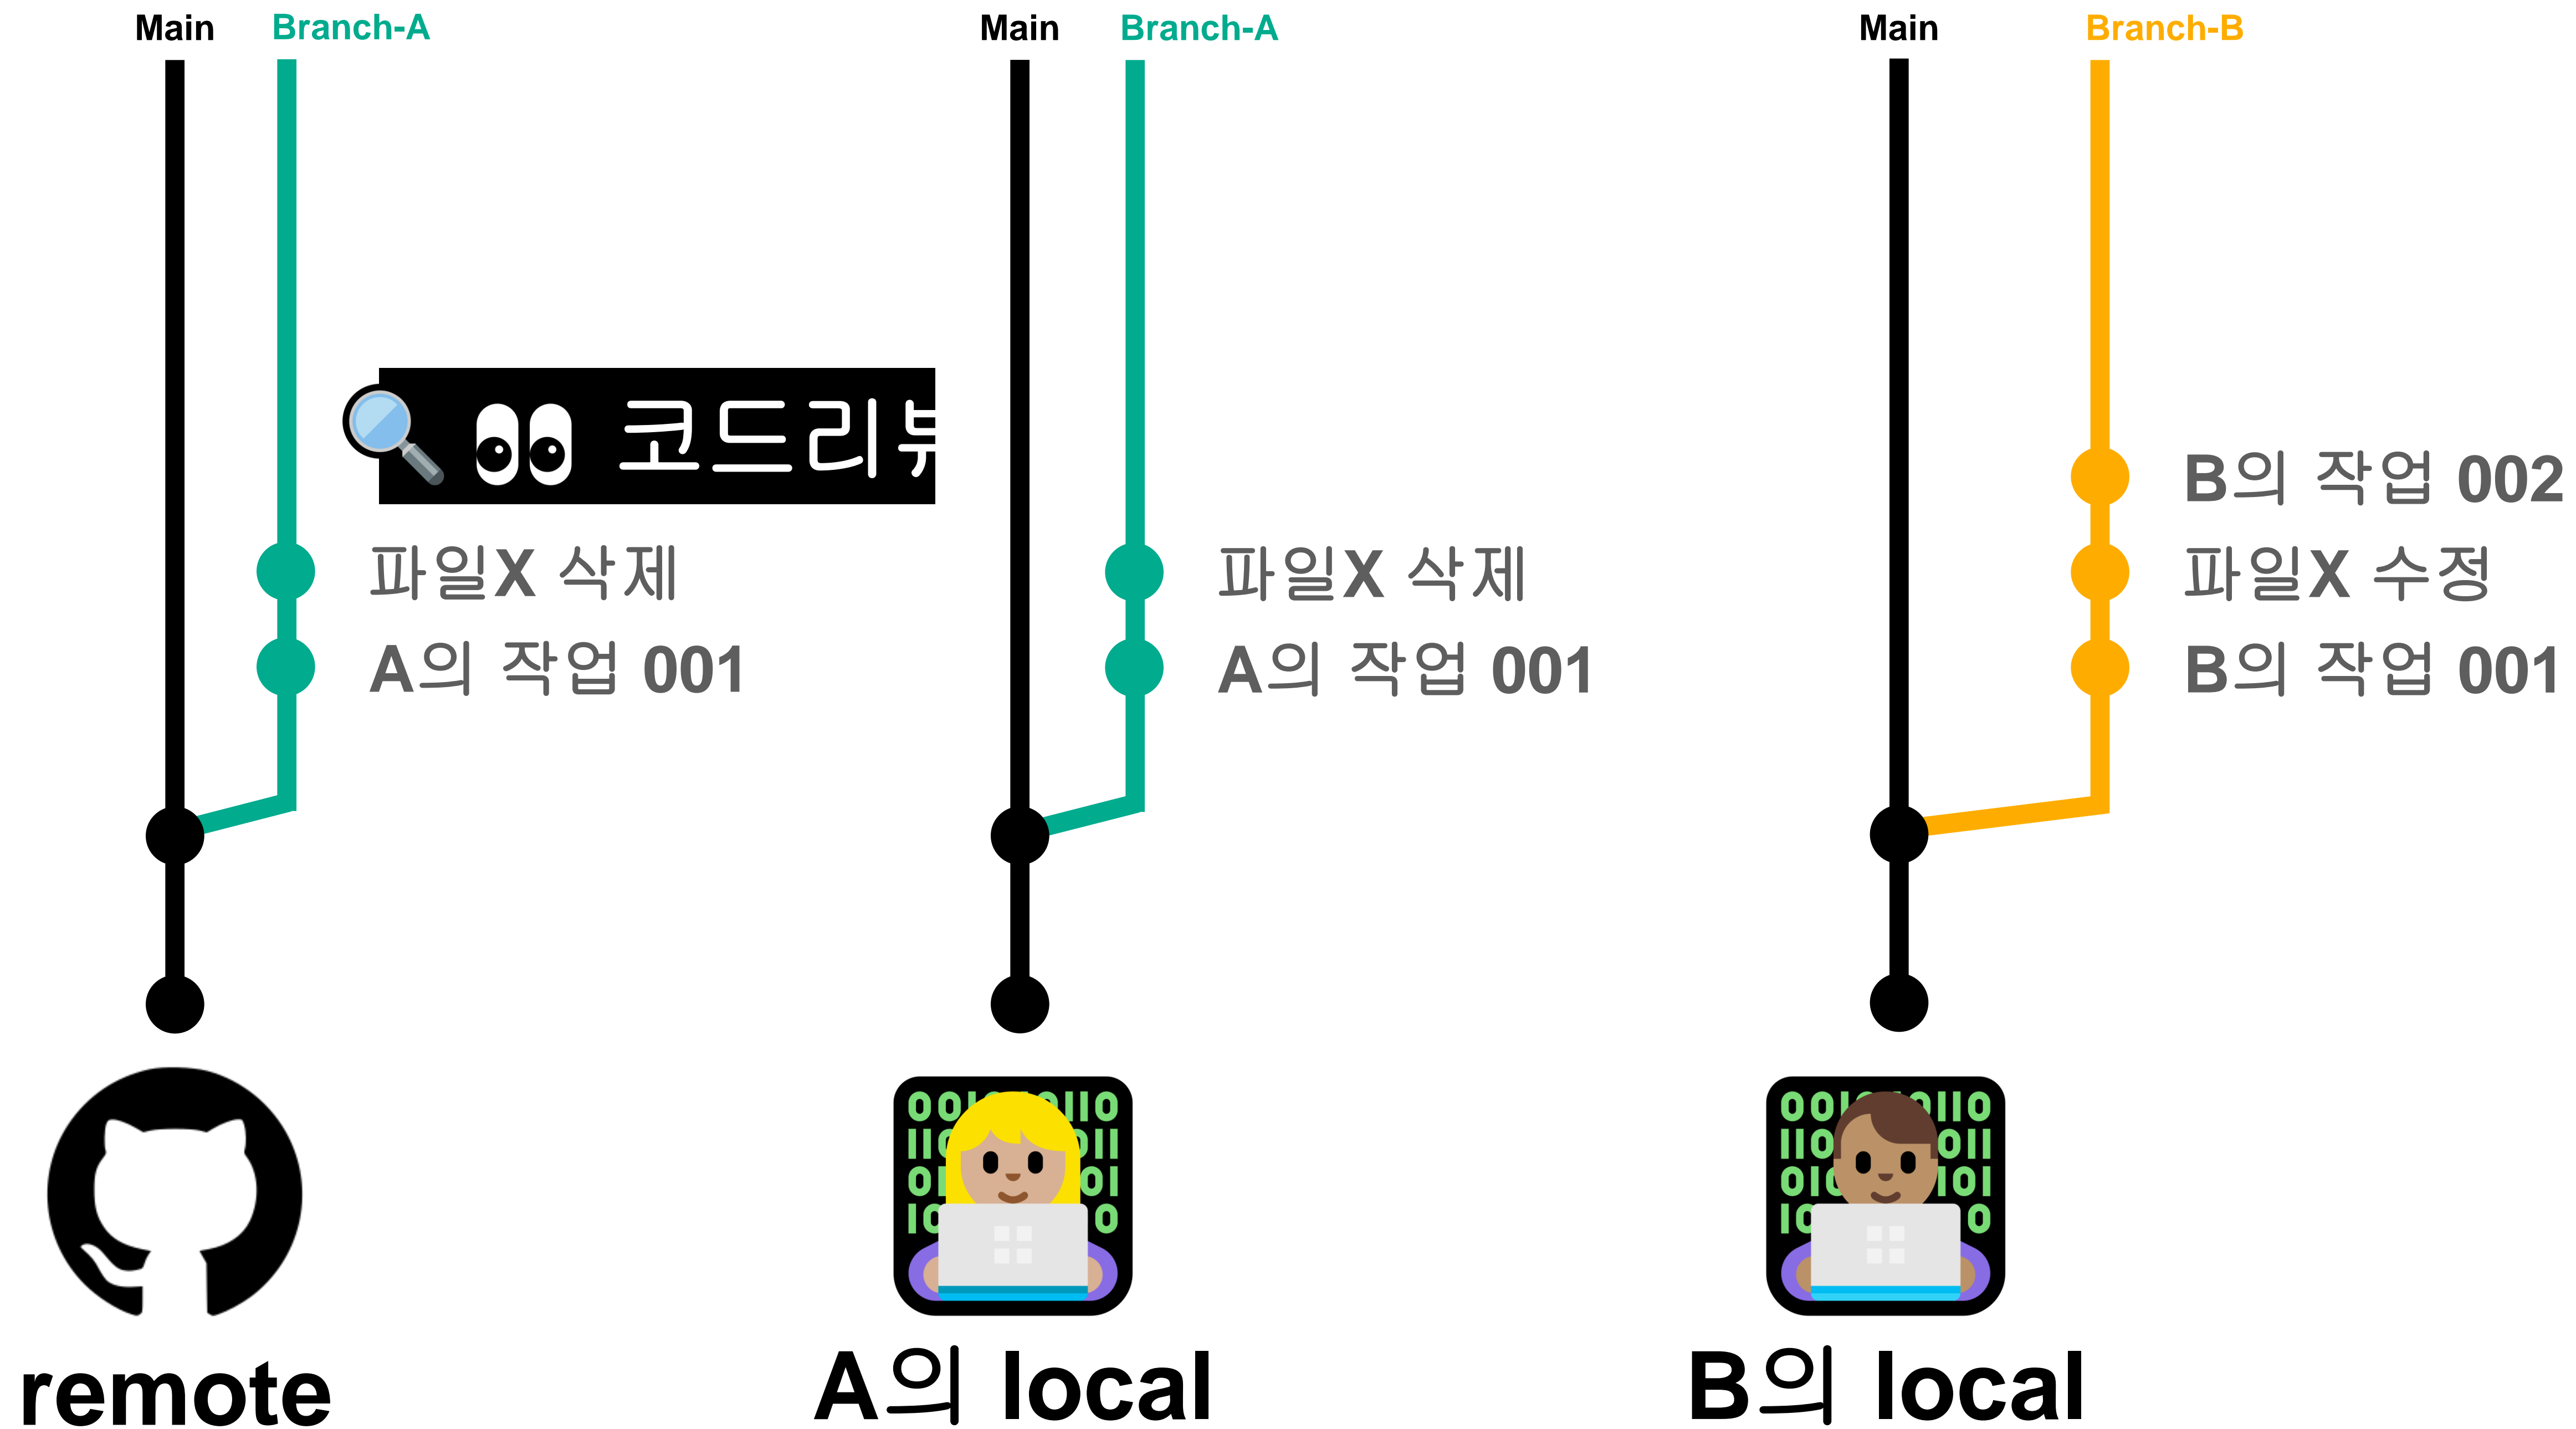 Main Branch-A
Main Branch-A
Main Branch-B
코드리뷰
B의 작업 002
파일X 삭제
파일X 삭제
파일X 수정
A의 작업 001
A의 작업 001
B의 작업 001
remote
A의 local
B의 local